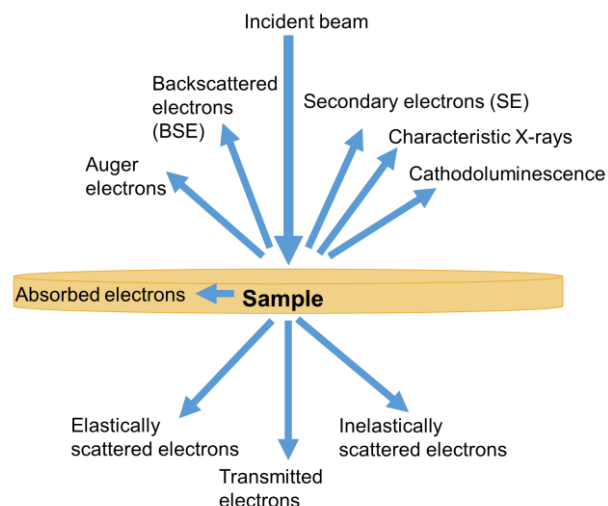 Incident beam
Backscattered
electrons
(BSE)
Secondary electrons (SE)
Characteristic X-rays
Auger
electrons
Cathodoluminescence
Absorbed electrons
Sample
Elastically
scattered electrons
Transmitted
electrons
Inelastically
scattered electrons